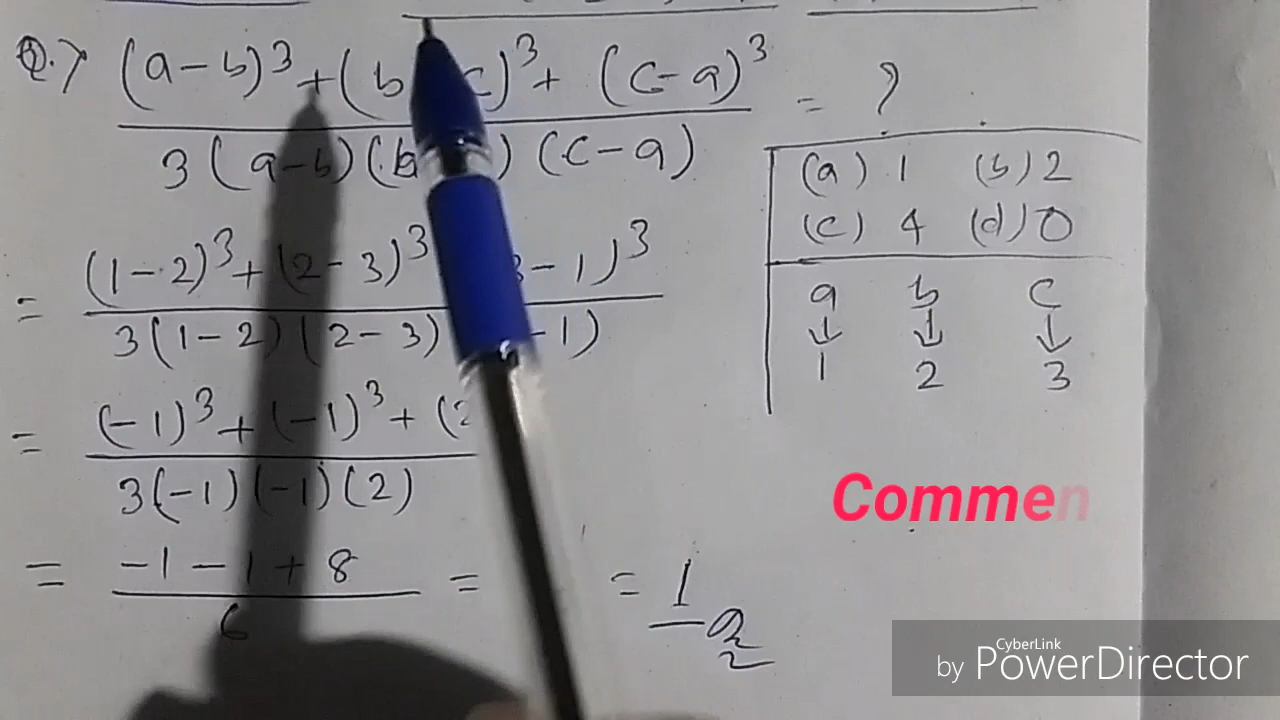 Q.> (a-b)³+(b c)³+ (c-a)³ = ?
3(a-b)(b ) (c-a)
(a) 1 (b) 2
(c) 4 (d) 0
a b c
↓ ↓ ↓
1 2 3
= (1-2)³+(2-3)³ 3-1)³
3(1-2)(2-3) -1)
= (-1)³+(-1)³+(2
3(-1)(-1)(2)
= -1-1+8 = = 1
6
Commen
CyberLink
by PowerDirector